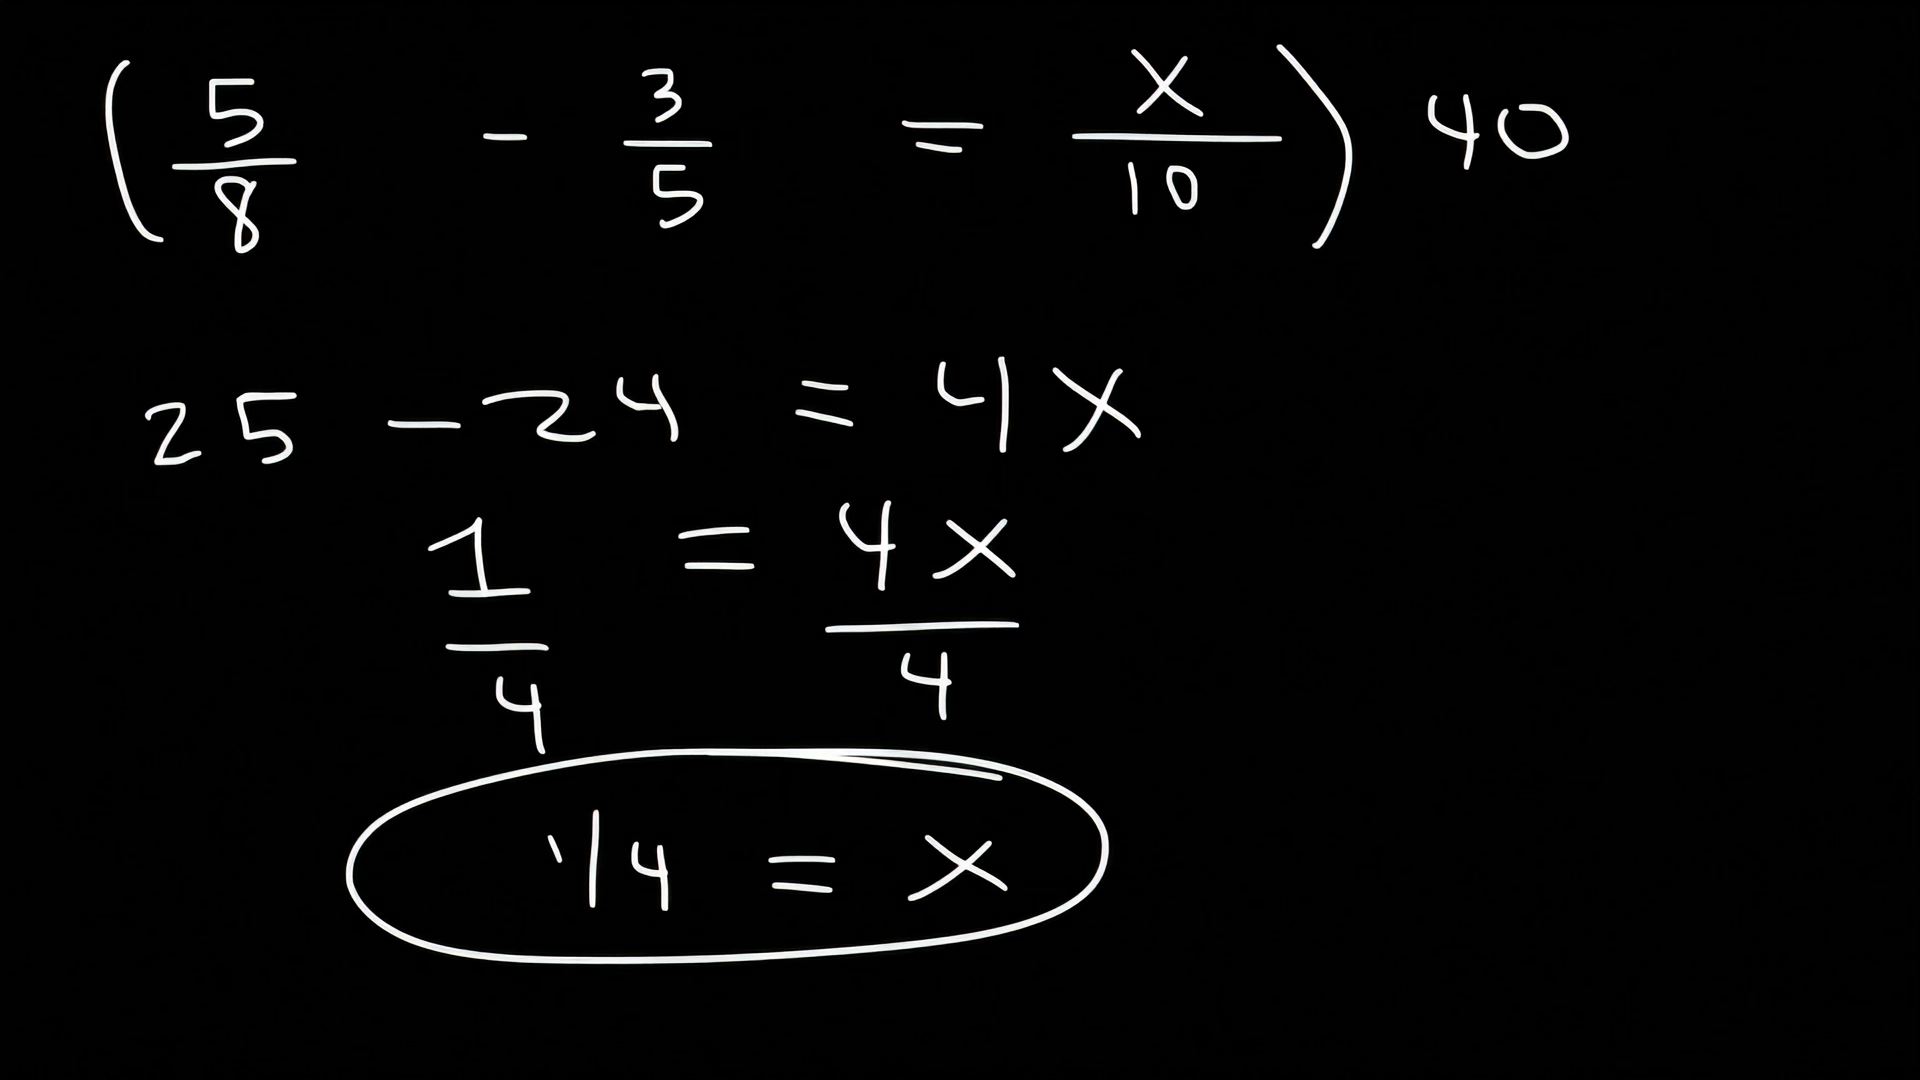 (5/8 - 3/5 = x/10) 40
25 - 24 = 4x
1/4 = 4x/4
1/4 = x